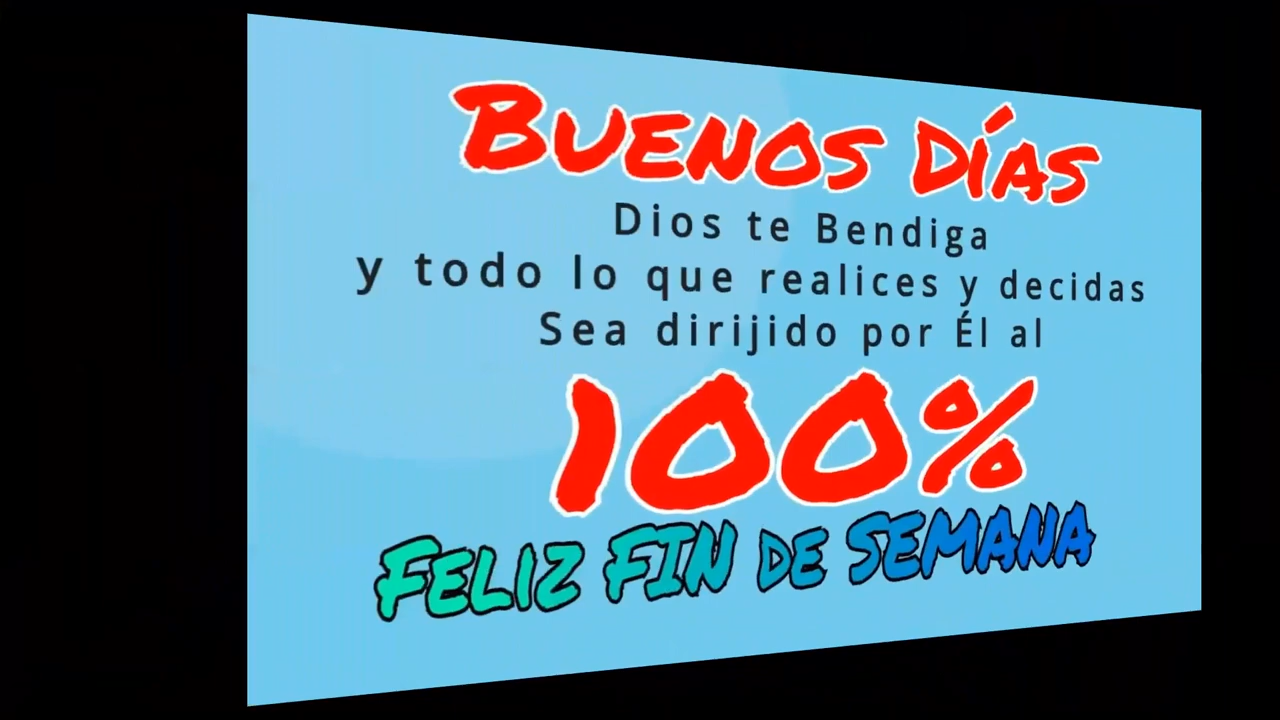 Buenos Días
Dios te Bendiga
y todo lo que realices y decidas
Sea dirijido por Él al
100%
Feliz FIN de SEMANA